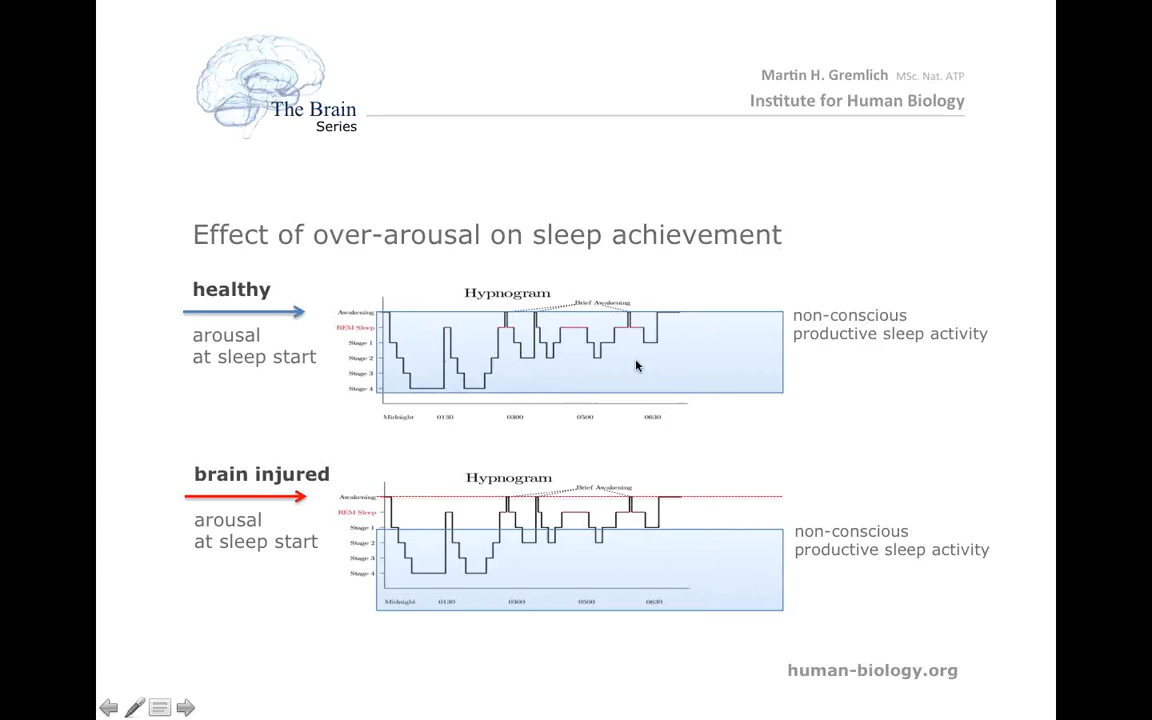 Martin H. Gremlich MSc. Nat. ATP
Institute for Human Biology
The Brain
Series
Effect of over-arousal on sleep achievement
healthy
arousal
at sleep start
Hypnogram
Brief Awakening
Awakening
REM Sleep
Stage 1
Stage 2
Stage 3
Stage 4
Midnight 0130 0300 0500 0630
non-conscious
productive sleep activity
brain injured
arousal
at sleep start
Hypnogram
Brief Awakening
Awakening
REM Sleep
Stage 1
Stage 2
Stage 3
Stage 4
Midnight 0130 0300 0500 0630
non-conscious
productive sleep activity
human-biology.org